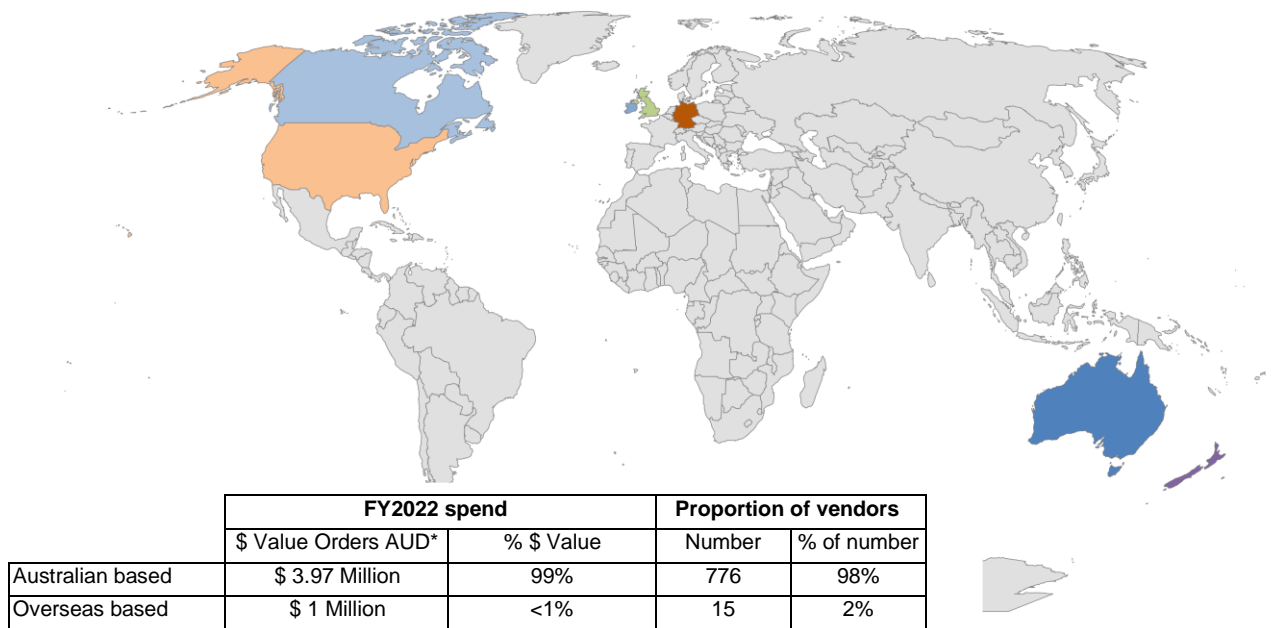 FY2022 spend Proportion of vendors
$ Value Orders AUD* % $ Value Number % of number
Australian based $ 3.97 Million 99% 776 98%
Overseas based $ 1 Million <1% 15 2%